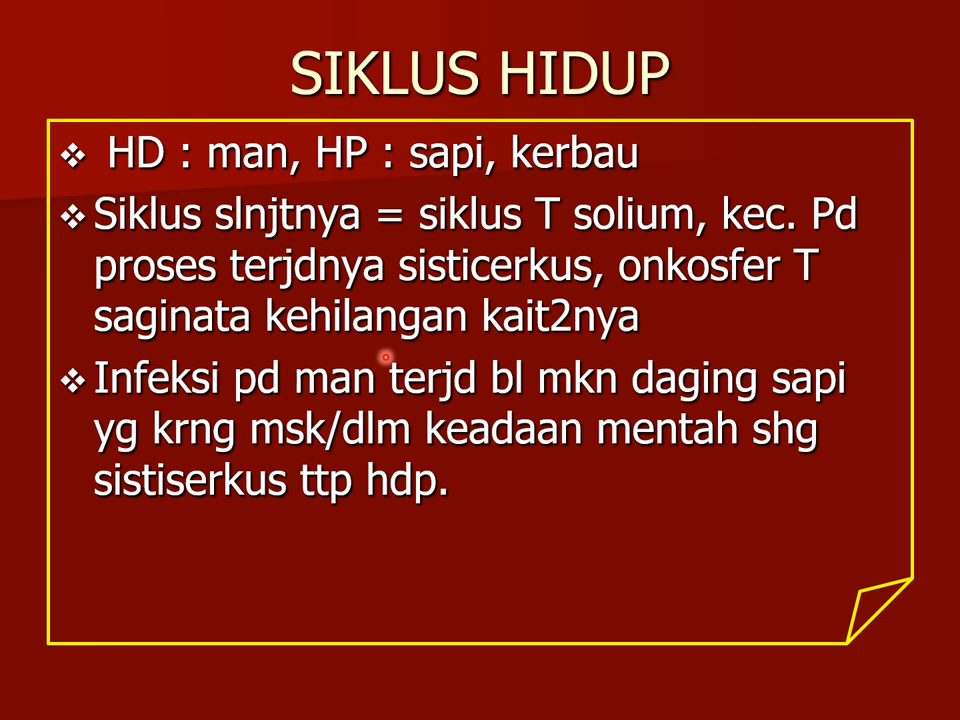 SIKLUS HIDUP
❖ HD : man, HP : sapi, kerbau
❖ Siklus slnjtnya = siklus T solium, kec. Pd
proses terjdnya sisticerkus, onkosfer T
saginata kehilangan kait2nya
❖ Infeksi pd man terjd bl mkn daging sapi
yg krng msk/dlm keadaan mentah shg
sistiserkus ttp hdp.